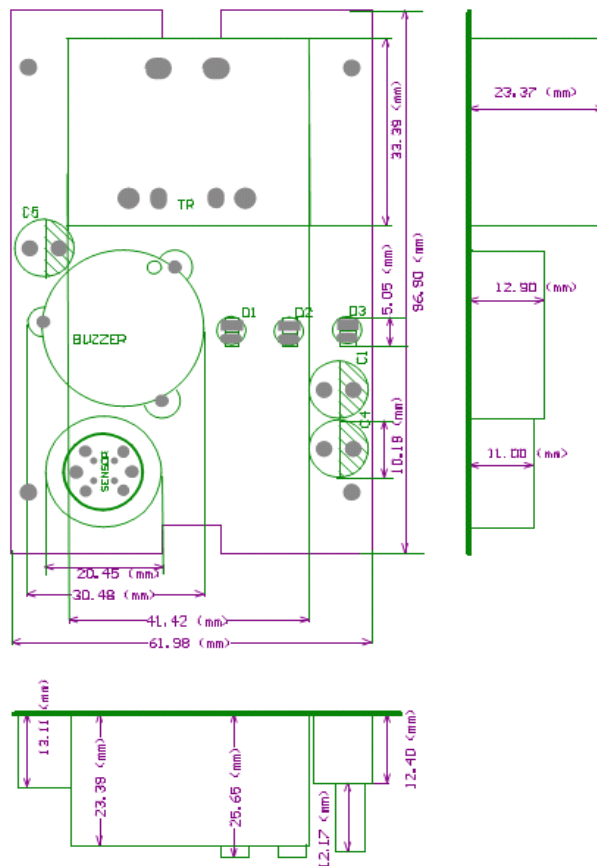 33.39 (mm)
96.90 (mm)
23.37 (mm)
TR
C5
5.05 (mm)
12.90 (mm)
D1
D2
D3
BUZZER
C1
C4
10.19 (mm)
11.00 (mm)
SENSOR
20.45 (mm)
30.48 (mm)
41.42 (mm)
61.98 (mm)
13.11 (mm)
23.39 (mm)
25.65 (mm)
12.40 (mm)
12.17 (mm)